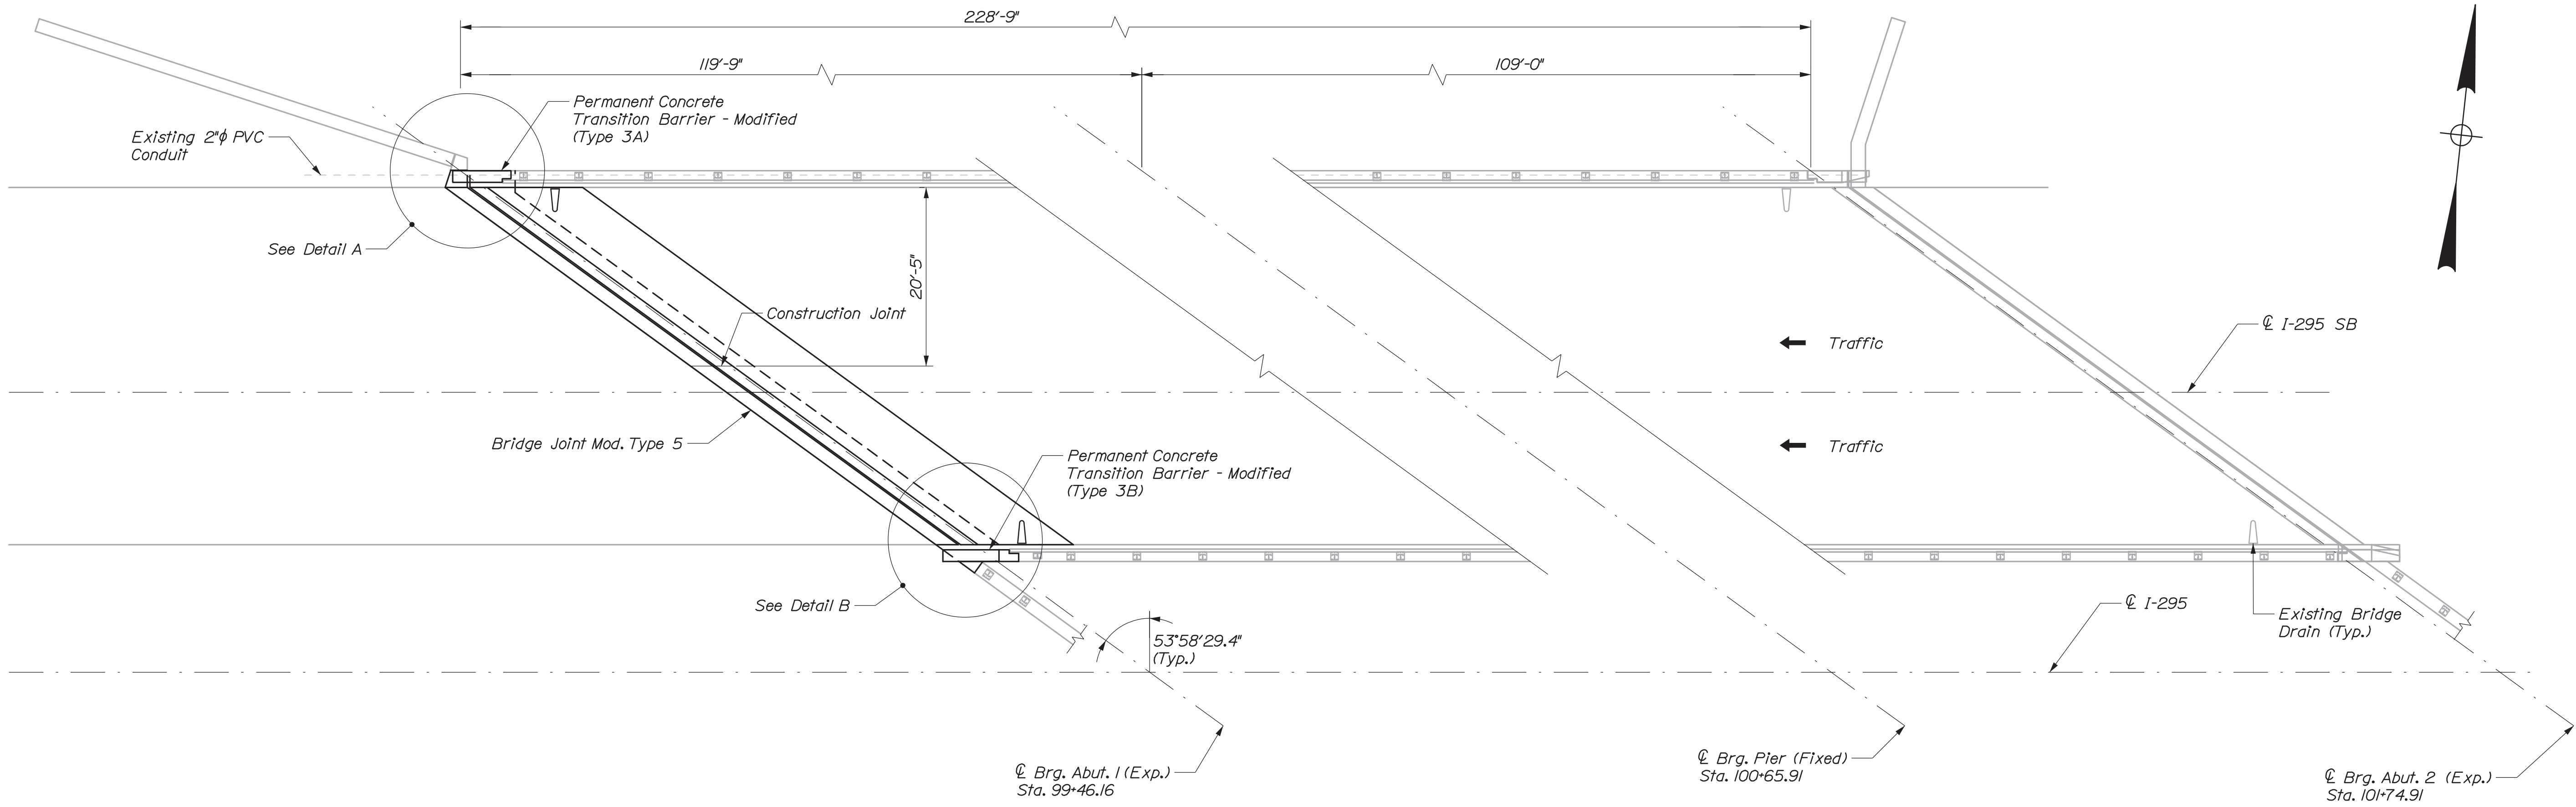 228'-9"
119'-9"
109'-0"
Permanent Concrete
Transition Barrier - Modified
(Type 3A)
Existing 2"ϕ PVC
Conduit
See Detail A
20'-5"
Construction Joint
Traffic
℄ I-295 SB
Bridge Joint Mod. Type 5
Traffic
Permanent Concrete
Transition Barrier - Modified
(Type 3B)
See Detail B
53°58'29.4"
(Typ.)
℄ I-295
Existing Bridge
Drain (Typ.)
℄ Brg. Abut. 1 (Exp.)
Sta. 99+46.16
℄ Brg. Pier (Fixed)
Sta. 100+65.91
℄ Brg. Abut. 2 (Exp.)
Sta. 101+74.91